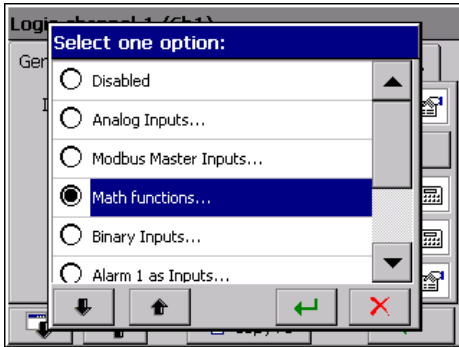 Logic channel 1 (Ch1)
Select one option:
Gen
Disabled
Analog Inputs...
Modbus Master Inputs...
Math functions...
Binary Inputs...
Alarm 1 as Inputs...